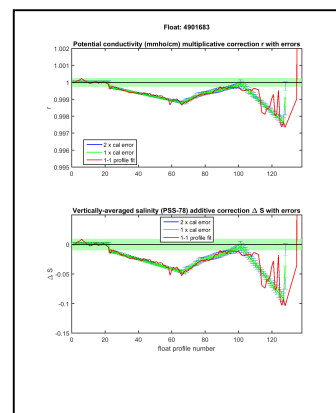 Float: 4901683
Potential conductivity (mmho/cm) multiplicative correction r with errors
1.002
1.001
1
0.999
0.998
0.997
0.996
0.995
r
2 x cal error
1 x cal error
1-1 profile fit
0 20 40 60 80 100 120
Vertically-averaged salinity (PSS-78) additive correction Δ S with errors
0
-0.05
-0.1
-0.15
Δ S
2 x cal error
1 x cal error
1-1 profile fit
0 20 40 60 80 100 120
float profile number